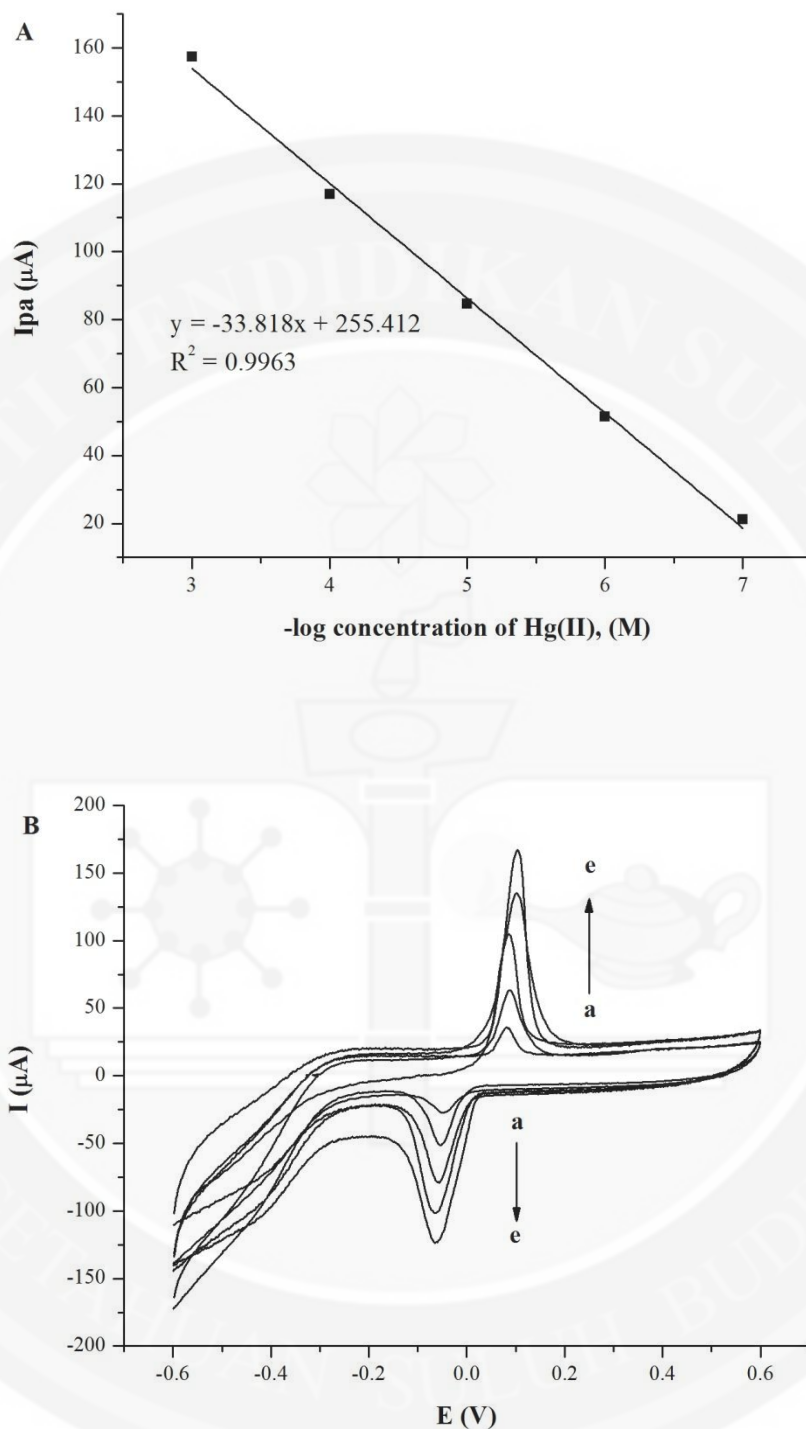 A
Ipa (µA)
160
140
120
100
80
60
40
20
y = -33.818x + 255.412
R² = 0.9963
3 4 5 6 7
-log concentration of Hg(II), (M)
PENDIDIKAN
B
I (µA)
200
150
100
50
0
-50
-100
-150
-200
e
a
a
e
-0.6 -0.4 -0.2 0.0 0.2 0.4 0.6
E (V)
SULUH